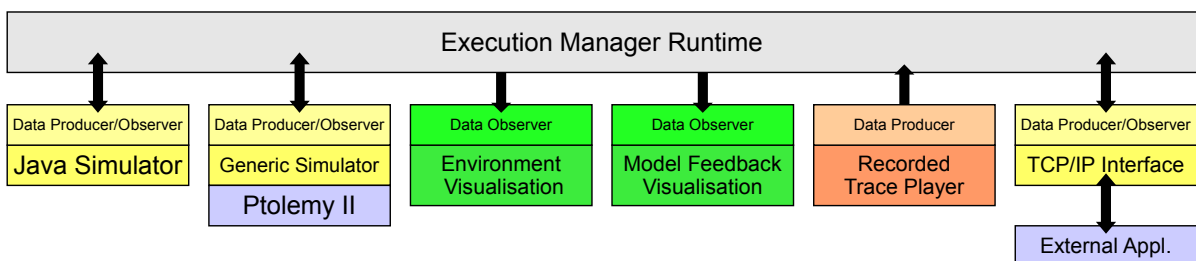 Execution Manager Runtime
Data Producer/Observer
Java Simulator
Data Producer/Observer
Generic Simulator
Ptolemy II
Data Observer
Environment
Visualisation
Data Observer
Model Feedback
Visualisation
Data Producer
Recorded
Trace Player
Data Producer/Observer
TCP/IP Interface
External Appl.